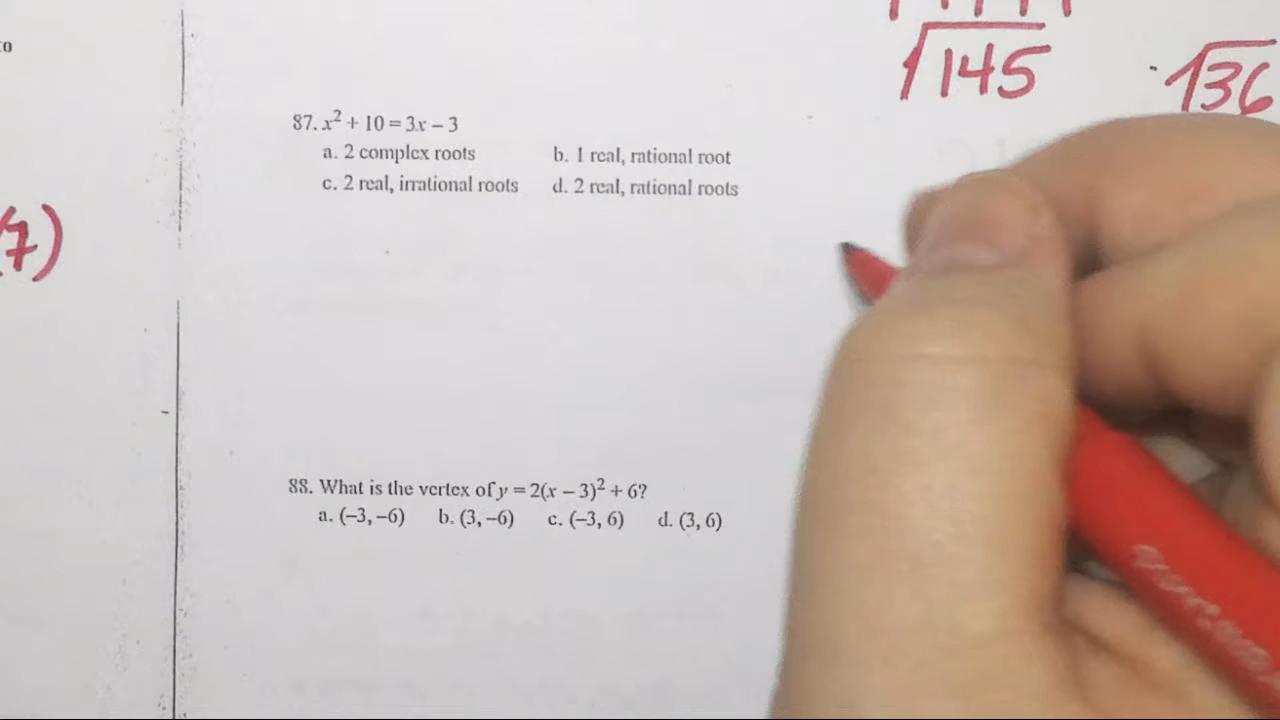 √145
√36
87. x² + 10 = 3x – 3
a. 2 complex roots b. 1 real, rational root
c. 2 real, irrational roots d. 2 real, rational roots
7)
88. What is the vertex of y = 2(x – 3)² + 6?
a. (–3, –6) b. (3, –6) c. (–3, 6) d. (3, 6)